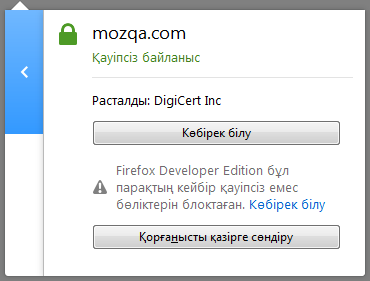 mozqa.com
Қауіпсіз байланыс
Расталды: DigiCert Inc
Көбірек білу
Firefox Developer Edition бұл
парақтың кейбір қауіпсіз емес
бөліктерін блоктаған. Көбірек білу
Қорғанысты қазірге сөндіру